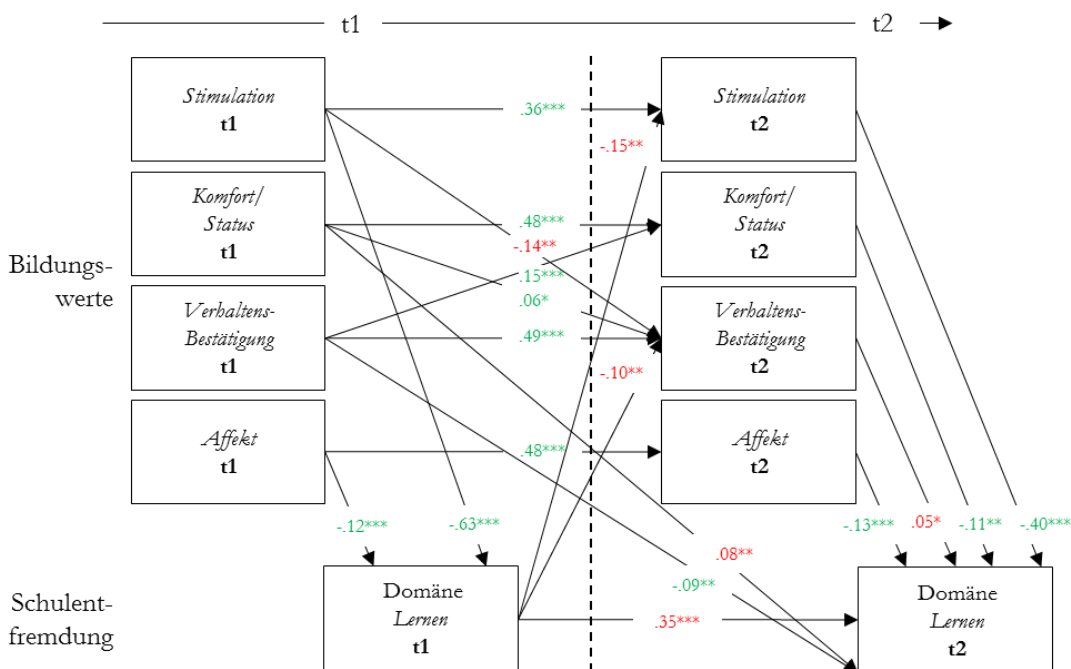 t1
t2
Stimulation
t1
.36***
-.15**
Stimulation
t2
Komfort/
Status
t1
.48***
-.14**
.15***
.06*
Komfort/
Status
t2
Bildungs-
werte
Verhaltens-
Bestätigung
t1
.49***
-.10**
Verhaltens-
Bestätigung
t2
Affekt
t1
.48***
Affekt
t2
-.12***
-.63***
-.13***
.05*
-.11**
-.40***
.08**
-.09**
Schulent-
fremdung
Domäne
Lernen
t1
.35***
Domäne
Lernen
t2